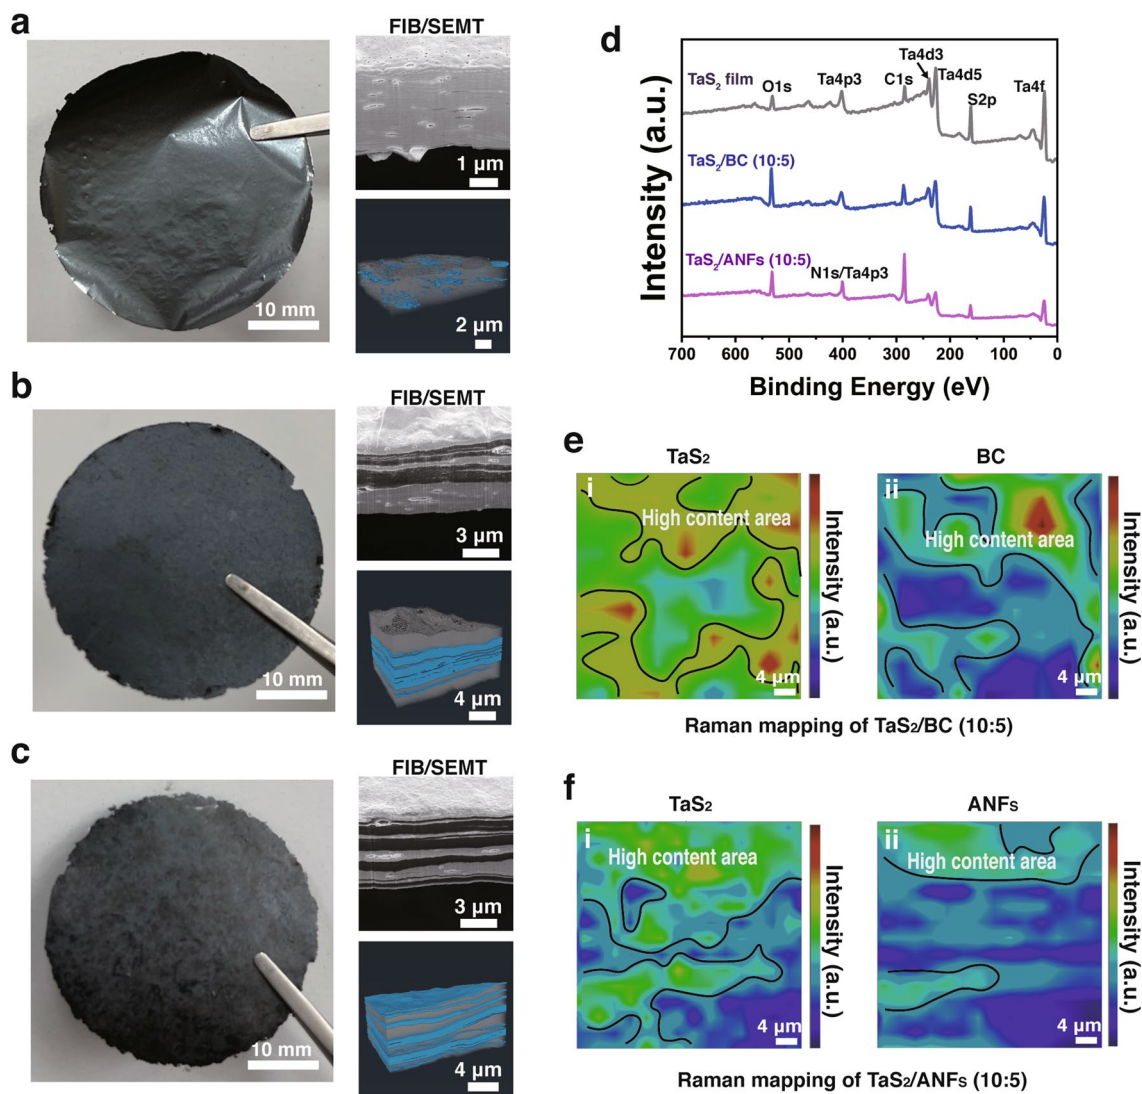 a
FIB/SEMT
1 μm
10 mm
2 μm
b
FIB/SEMT
3 μm
10 mm
4 μm
c
FIB/SEMT
3 μm
10 mm
4 μm
d
Intensity (a.u.)
TaS2 film
O1s
Ta4p3
C1s
Ta4d3
Ta4d5
S2p
Ta4f
TaS2/BC (10:5)
TaS2/ANFs (10:5)
N1s/Ta4p3
700 600 500 400 300 200 100 0
Binding Energy (eV)
e
TaS2
BC
i
High content area
4 μm
Intensity (a.u.)
ii
High content area
4 μm
Intensity (a.u.)
Raman mapping of TaS2/BC (10:5)
f
TaS2
ANFs
i
High content area
4 μm
Intensity (a.u.)
ii
High content area
4 μm
Intensity (a.u.)
Raman mapping of TaS2/ANFs (10:5)